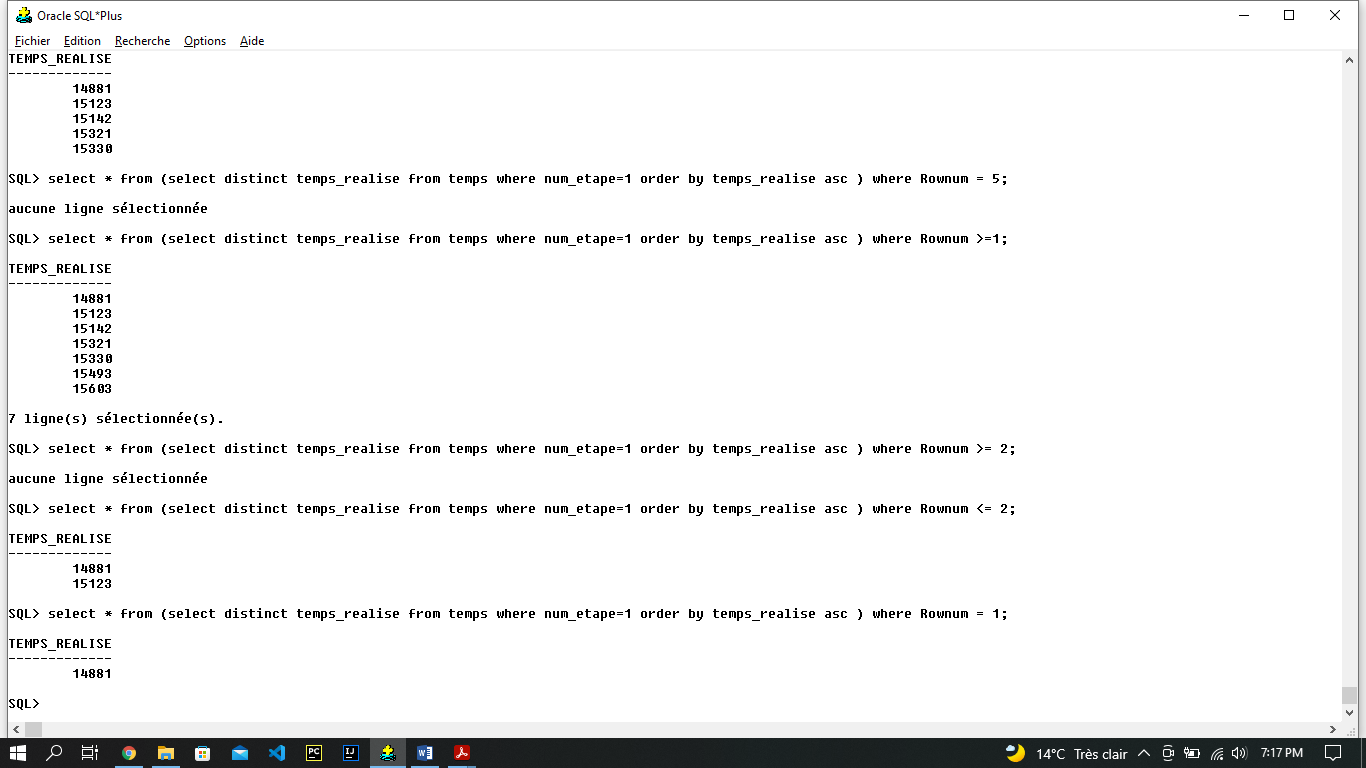 Oracle SQL*Plus
Fichier Edition Recherche Options Aide
TEMPS_REALISE
-------------
14881
15123
15142
15321
15330
SQL> select * from (select distinct temps_realise from temps where num_etape=1 order by temps_realise asc ) where Rownum = 5;
aucune ligne sélectionnée
SQL> select * from (select distinct temps_realise from temps where num_etape=1 order by temps_realise asc ) where Rownum >=1;
TEMPS_REALISE
-------------
14881
15123
15142
15321
15330
15493
15603
7 ligne(s) sélectionnée(s).
SQL> select * from (select distinct temps_realise from temps where num_etape=1 order by temps_realise asc ) where Rownum >= 2;
aucune ligne sélectionnée
SQL> select * from (select distinct temps_realise from temps where num_etape=1 order by temps_realise asc ) where Rownum <= 2;
TEMPS_REALISE
-------------
14881
15123
SQL> select * from (select distinct temps_realise from temps where num_etape=1 order by temps_realise asc ) where Rownum = 1;
TEMPS_REALISE
-------------
14881
SQL>
PC IJ 14°C Très clair 7:17 PM